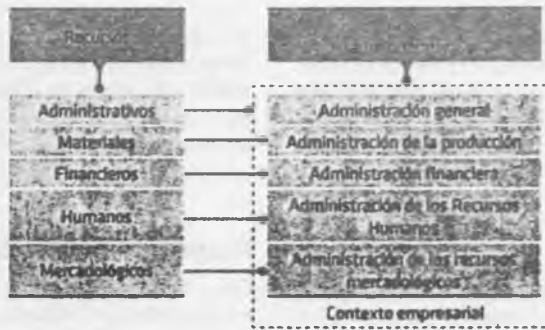 Recursos
Administrativos
Administración general
Materiales
Administración de la producción
Financieros
Administración financiera
Humanos
Administración de los Recursos
Humanos
Mercadológicos
Administración de los recursos
mercadológicos
Contexto empresarial